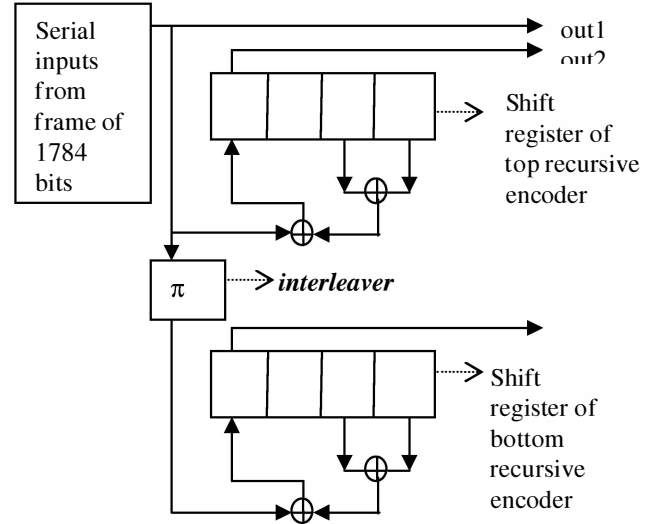 Serial
inputs
from
frame of
1784
bits
out1
out2
Shift
register of
top recursive
encoder
π
interleaver
Shift
register of
bottom
recursive
encoder